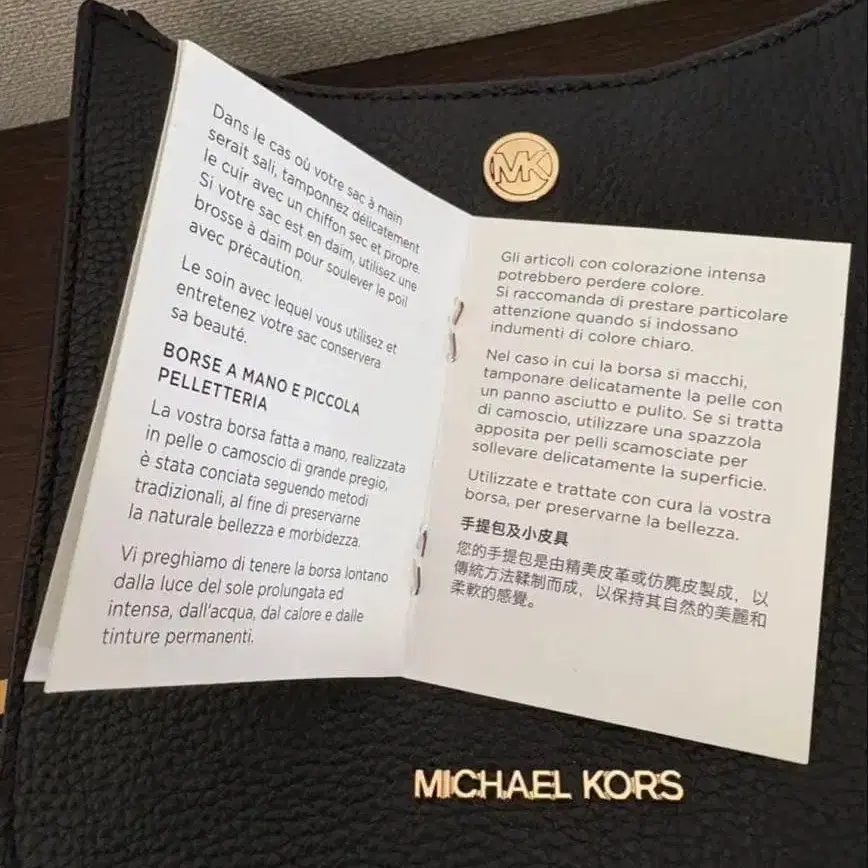 Dans le cas où votre sac à main
serait sali, tamponnez délicatement
le cuir avec un chiffon sec et propre.
Si votre sac est en daim, utilisez une
brosse à daim pour soulever le poil
avec précaution.
Le soin avec lequel vous utilisez et
entretenez votre sac conservera
sa beauté.
BORSE A MANO E PICCOLA
PELLETTERIA
La vostra borsa fatta a mano, realizzata
in pelle o camoscio di grande pregio,
è stata conciata seguendo metodi
tradizionali, al fine di preservarne
la naturale bellezza e morbidezza.
Vi preghiamo di tenere la borsa lontano
dalla luce del sole prolungata ed
intensa, dall'acqua, dal calore e dalle
tinture permanenti.
MK
Gli articoli con colorazione intensa
potrebbero perdere colore.
Si raccomanda di prestare particolare
attenzione quando si indossano
indumenti di colore chiaro.
Nel caso in cui la borsa si macchi,
tamponare delicatamente la pelle con
un panno asciutto e pulito. Se si tratta
di camoscio, utilizzare una spazzola
apposita per pelli scamosciate per
sollevare delicatamente la superficie.
Utilizzate e trattate con cura la vostra
borsa, per preservarne la bellezza.
手提包及小皮具
您的手提包是由精美皮革或仿麂皮製成，以
傳統方法鞣制而成，以保持其自然的美麗和
柔軟的感覺。
MICHAEL KORS